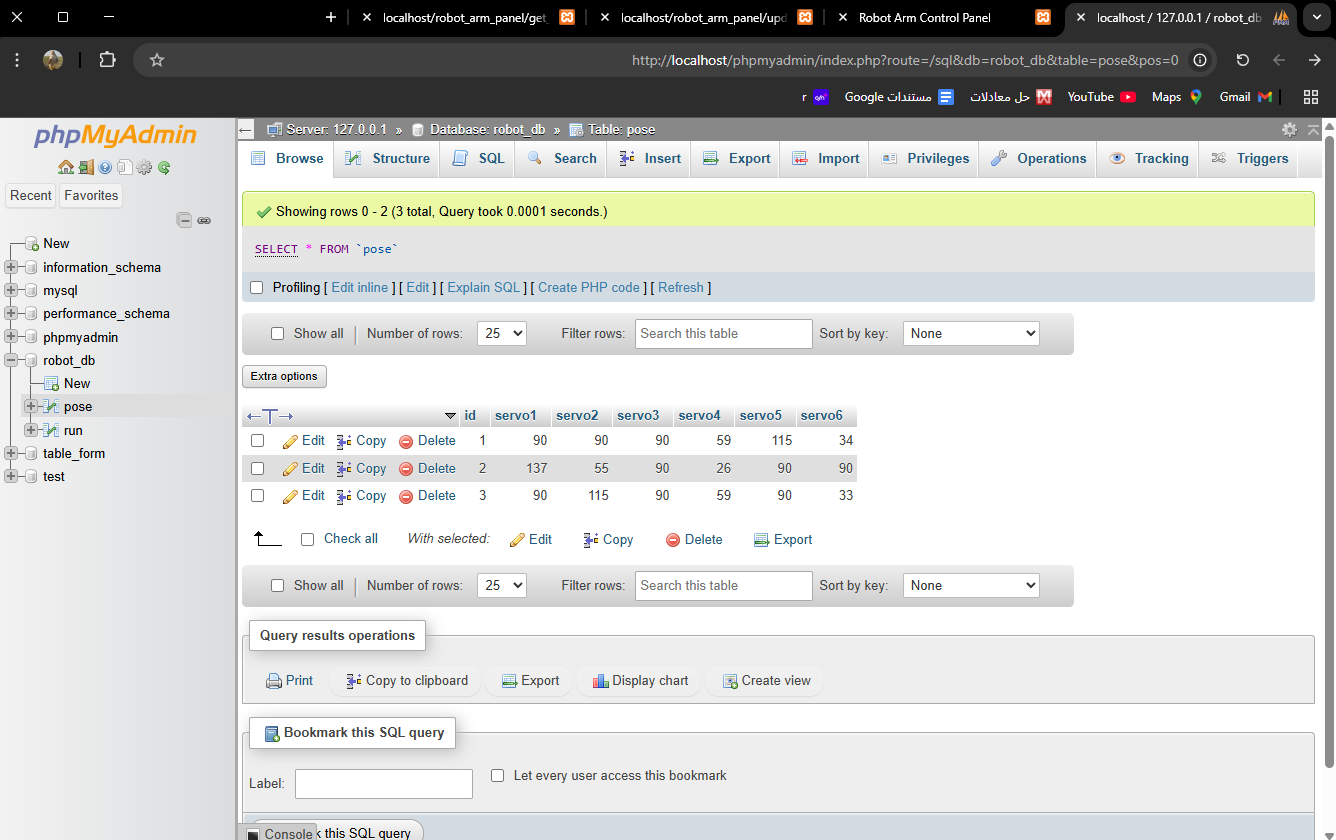 localhost/robot_arm_panel/get_
localhost/robot_arm_panel/upd
Robot Arm Control Panel
localhost / 127.0.0.1 / robot_db
http://localhost/phpmyadmin/index.php?route=/sql&db=robot_db&table=pose&pos=0
r
مستندات Google
حل معادلات
YouTube
Maps
Gmail
phpMyAdmin
Recent Favorites
New
information_schema
mysql
performance_schema
phpmyadmin
robot_db
New
pose
run
table_form
test
Server: 127.0.0.1 » Database: robot_db » Table: pose
Browse Structure SQL Search Insert Export Import Privileges Operations Tracking Triggers
Showing rows 0 - 2 (3 total, Query took 0.0001 seconds.)
SELECT * FROM `pose`
Profiling [ Edit inline ] [ Edit ] [ Explain SQL ] [ Create PHP code ] [ Refresh ]
Show all Number of rows: 25 Filter rows: Search this table Sort by key: None
Extra options
←T→ id servo1 servo2 servo3 servo4 servo5 servo6
Edit Copy Delete 1 90 90 90 59 115 34
Edit Copy Delete 2 137 55 90 26 90 90
Edit Copy Delete 3 90 115 90 59 90 33
Check all With selected: Edit Copy Delete Export
Show all Number of rows: 25 Filter rows: Search this table Sort by key: None
Query results operations
Print Copy to clipboard Export Display chart Create view
Bookmark this SQL query
Label: Let every user access this bookmark
Console k this SQL query